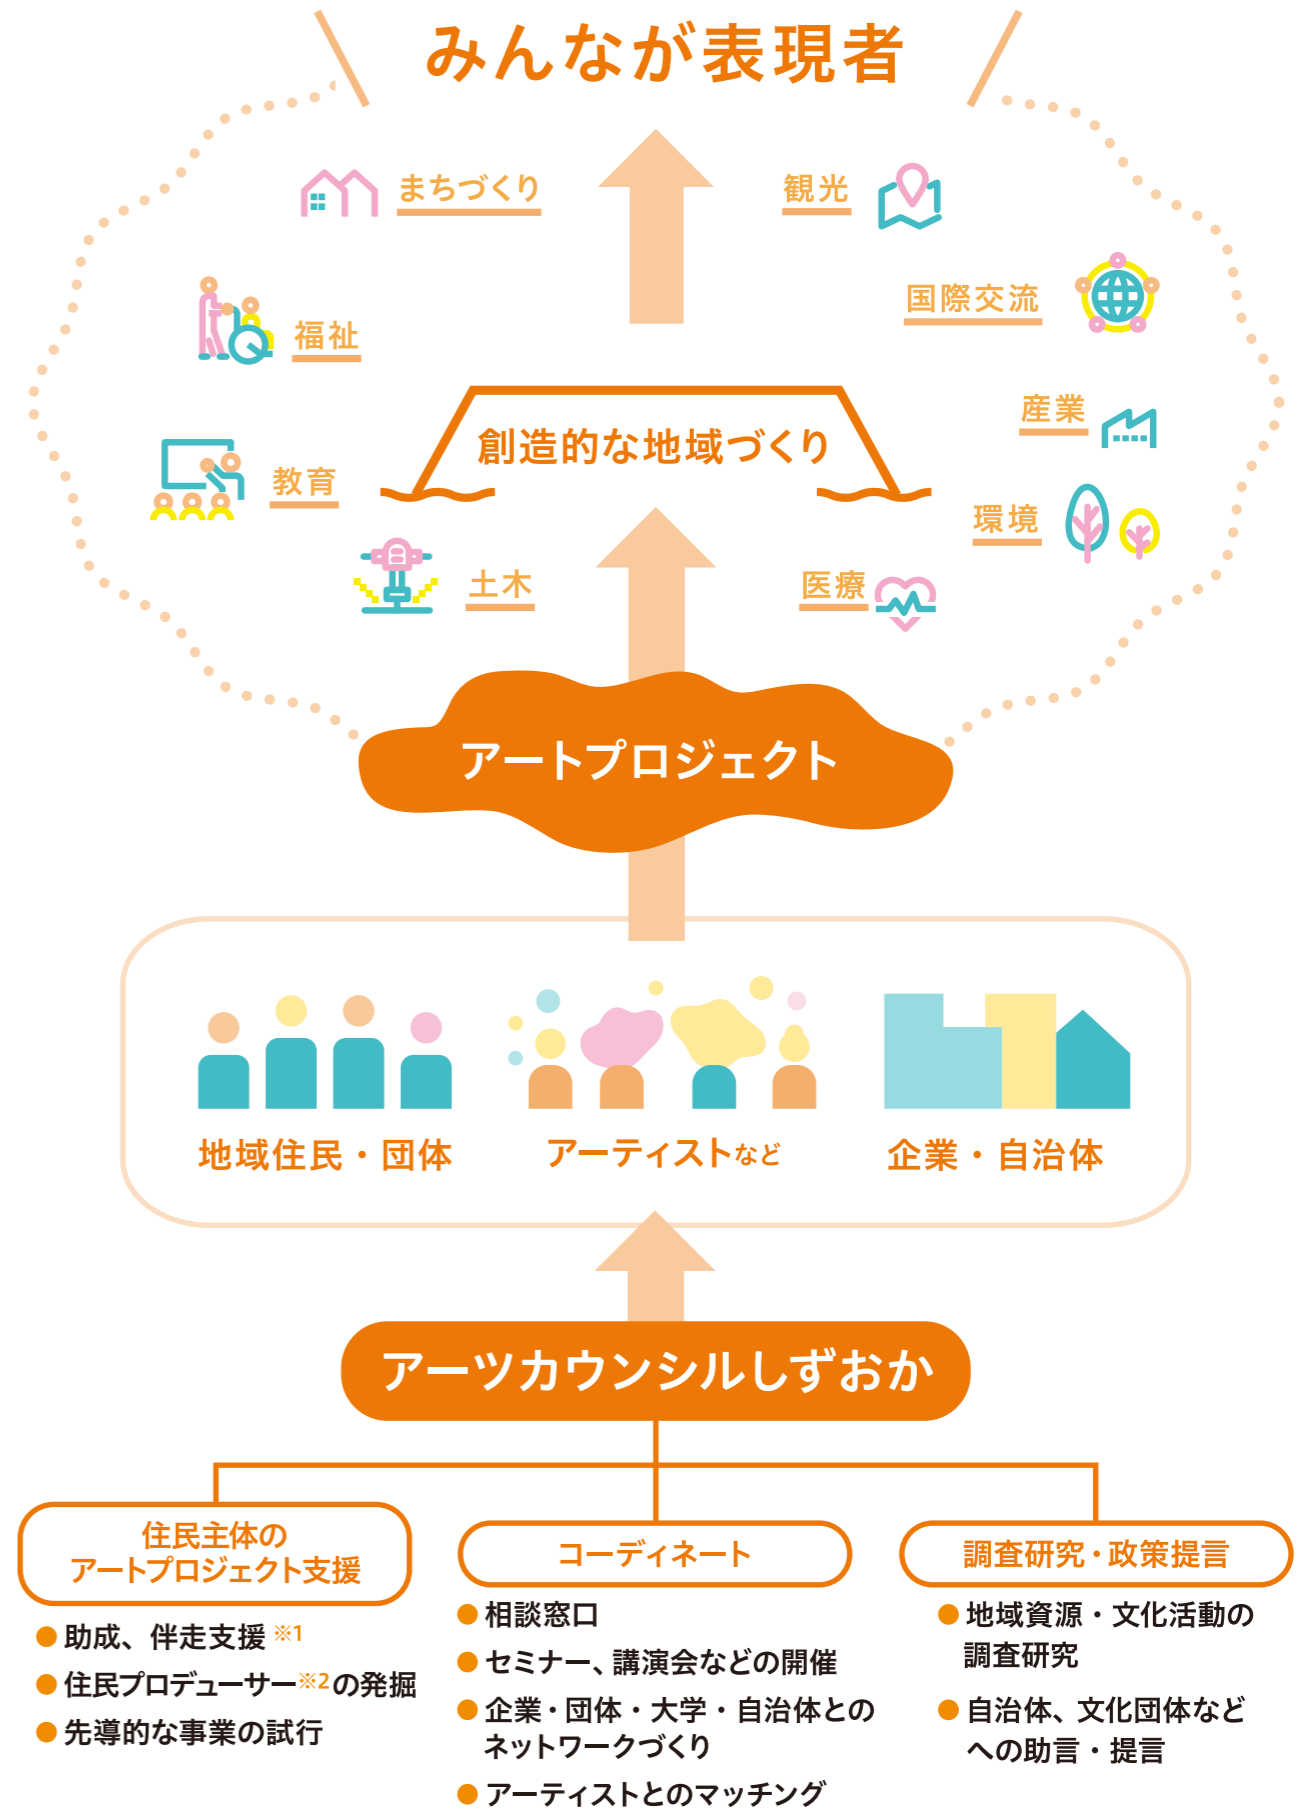 みんなが表現者
まちづくり
観光
国際交流
福祉
産業
創造的な地域づくり
教育
環境
土木
医療
アートプロジェクト
地域住民・団体
アーティストなど
企業・自治体
アーツカウンシルしずおか
住民主体の
アートプロジェクト支援
● 助成、伴走支援 ※1
● 住民プロデューサー※2の発掘
● 先導的な事業の試行
コーディネート
● 相談窓口
● セミナー、講演会などの開催
● 企業・団体・大学・自治体との
ネットワークづくり
● アーティストとのマッチング
調査研究・政策提言
● 地域資源・文化活動の
調査研究
● 自治体、文化団体など
への助言・提言